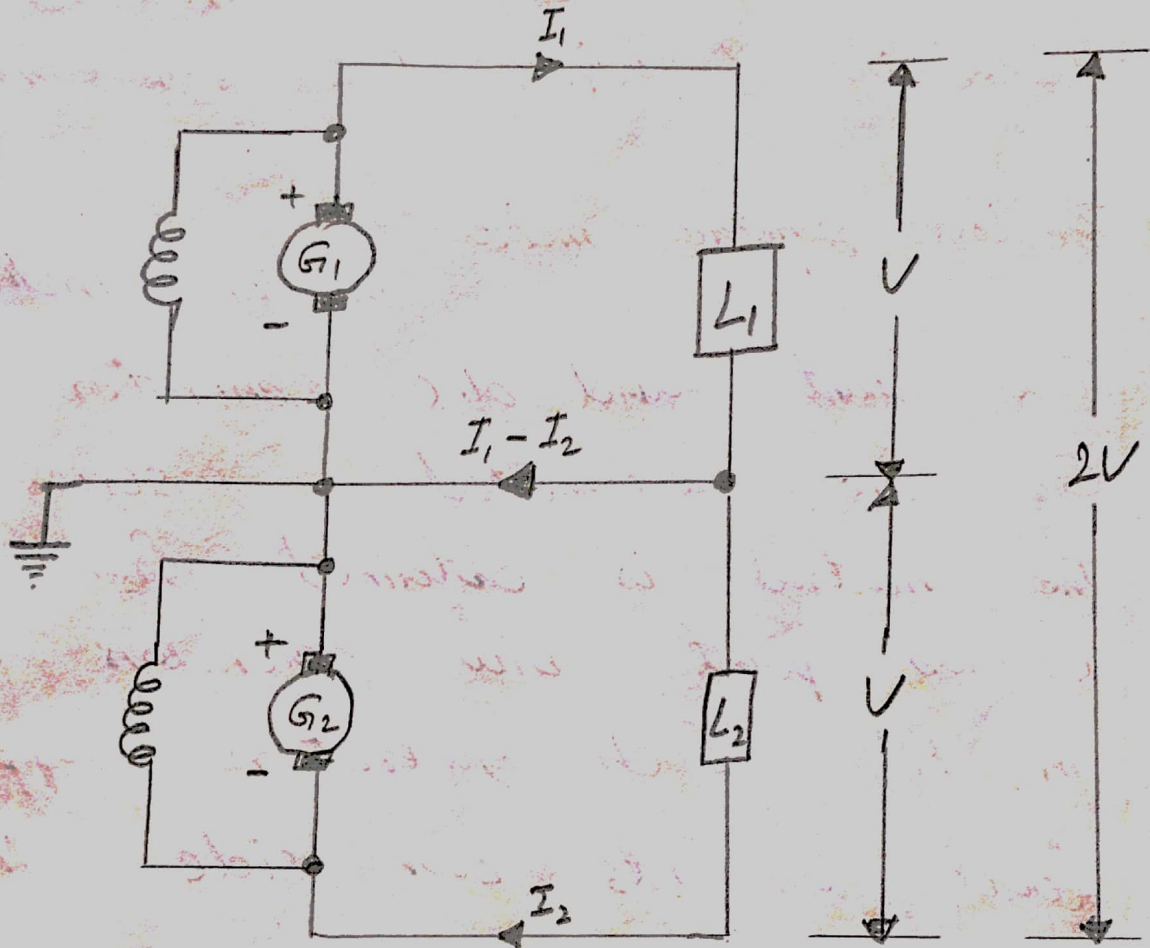 I₁
+
G₁
-
L₁
V
I₁ - I₂
2V
+
G₂
-
L₂
V
I₂